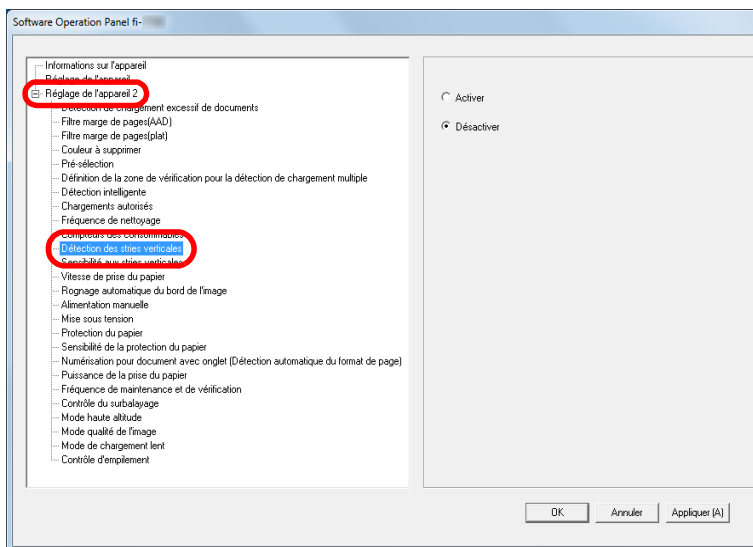 Software Operation Panel fi-
Informations sur l'appareil
Réglage de l'appareil
Réglage de l'appareil 2
Détection de chargement excessif de documents
Filtre marge de pages(AAD)
Filtre marge de pages(plat)
Couleur à supprimer
Pré-sélection
Définition de la zone de vérification pour la détection de chargement multiple
Détection intelligente
Chargements autorisés
Fréquence de nettoyage
Compteurs des consommables
Détection des stries verticales
Sensibilité aux stries verticales
Vitesse de prise du papier
Rognage automatique du bord de l'image
Alimentation manuelle
Mise sous tension
Protection du papier
Sensibilité de la protection du papier
Numérisation pour document avec onglet (Détection automatique du format de page)
Puissance de la prise du papier
Fréquence de maintenance et de vérification
Contrôle du surbalayage
Mode haute altitude
Mode qualité de l'image
Mode de chargement lent
Contrôle d'empilement
Activer
Désactiver
OK
Annuler
Appliquer (A)